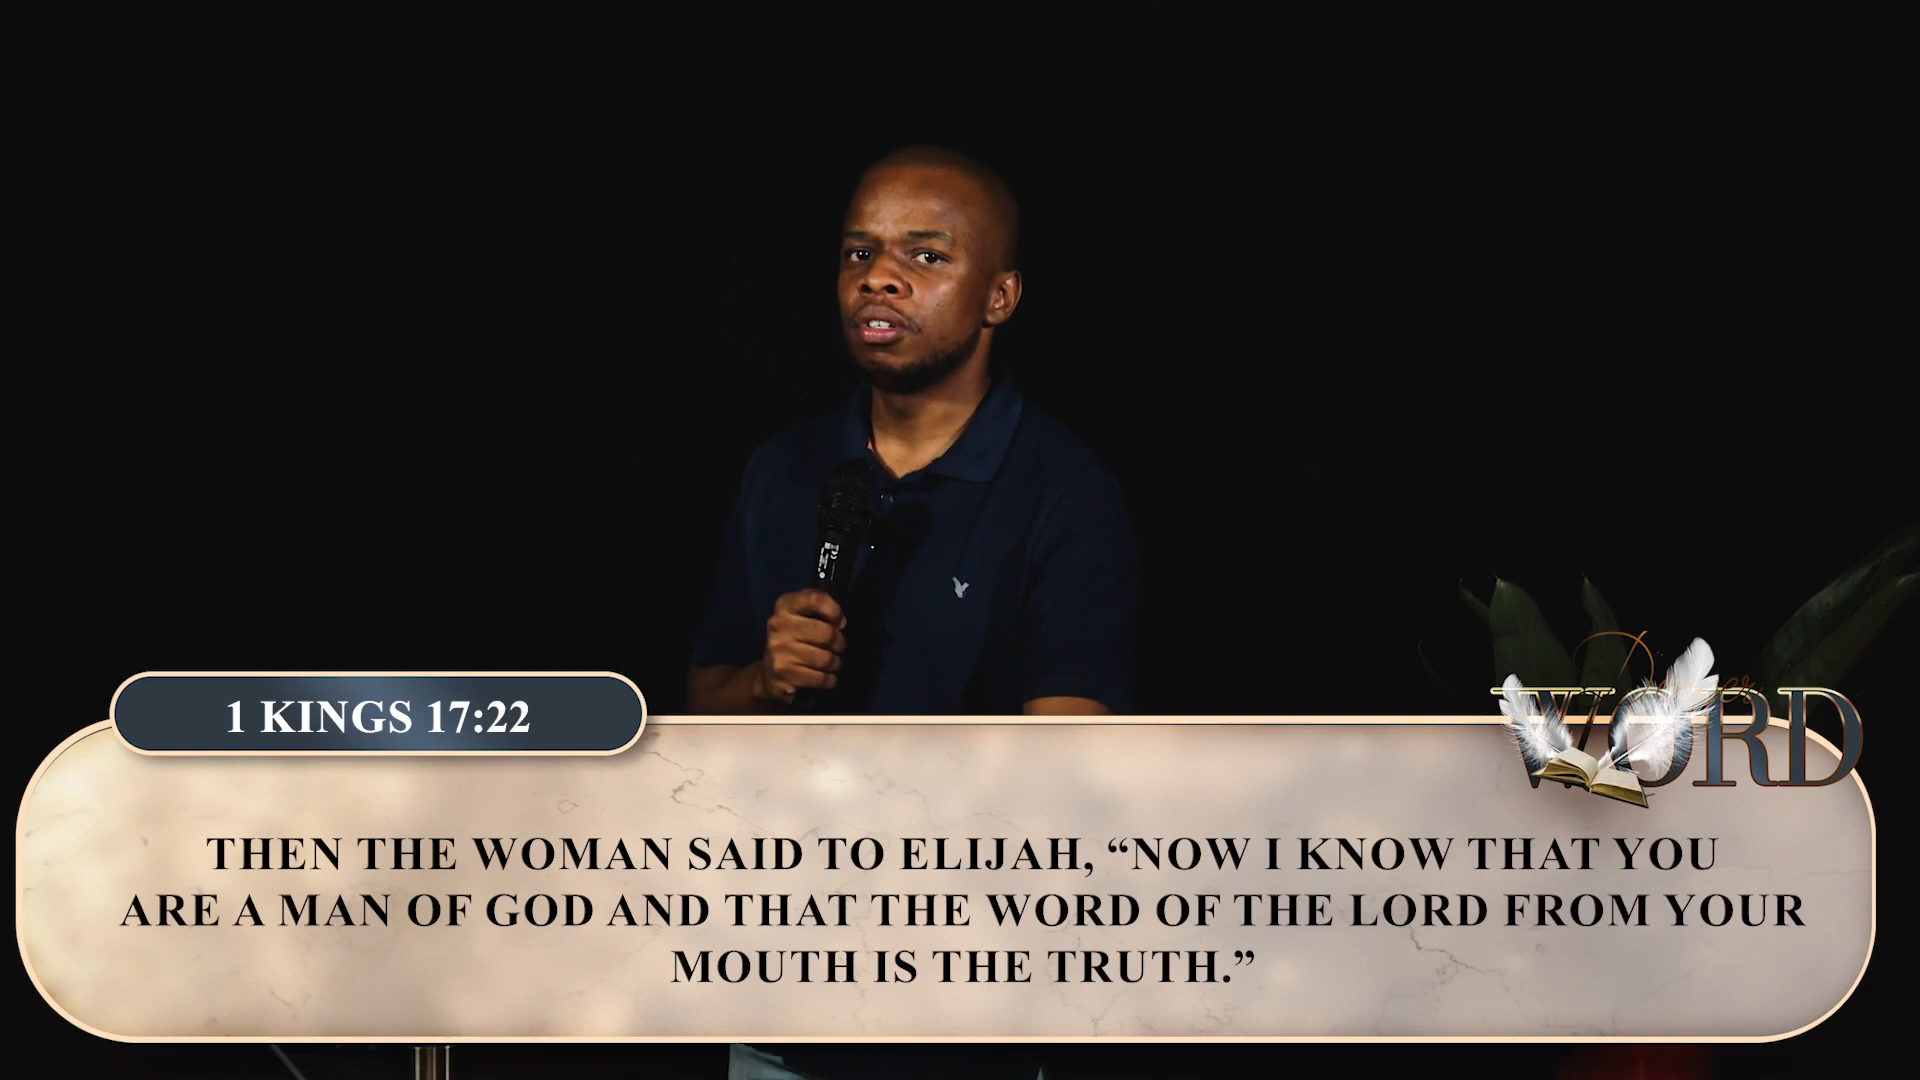 1 KINGS 17:22
WORD
THEN THE WOMAN SAID TO ELIJAH, “NOW I KNOW THAT YOU
ARE A MAN OF GOD AND THAT THE WORD OF THE LORD FROM YOUR
MOUTH IS THE TRUTH.”